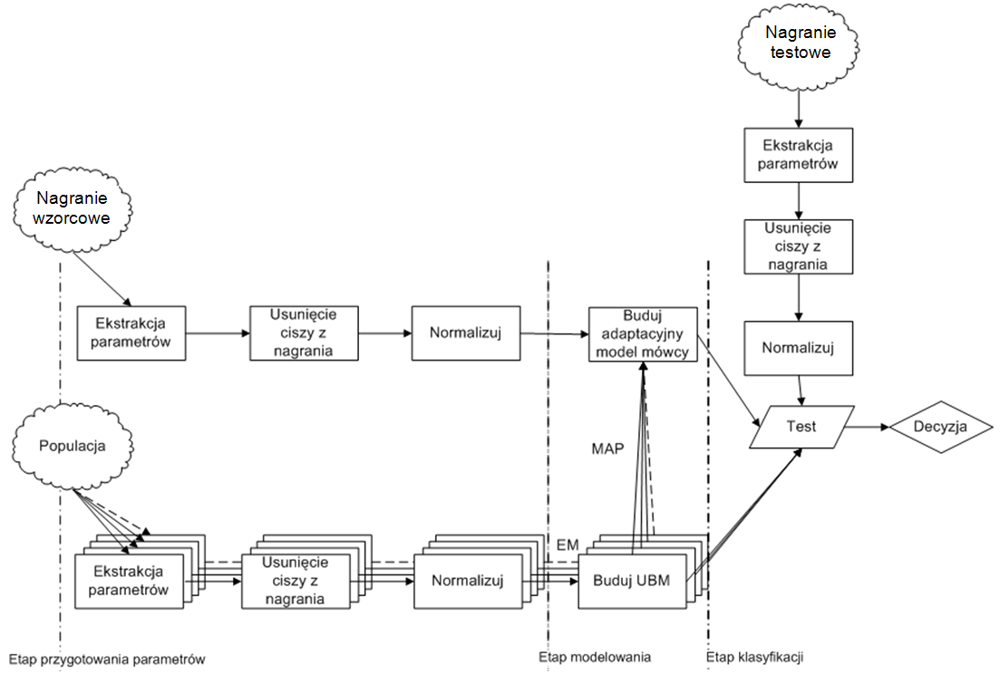 Nagranie
testowe
Ekstrakcja
parametrów
Usunięcie
ciszy z
nagrania
Normalizuj
Nagranie
wzorcowe
Ekstrakcja
parametrów
Usunięcie
ciszy z
nagrania
Normalizuj
Buduj
adaptacyjny
model mówcy
Test
Decyzja
Populacja
MAP
EM
Ekstrakcja
parametrów
Usunięcie
ciszy z
nagrania
Normalizuj
Buduj UBM
Etap przygotowania parametrów
Etap modelowania
Etap klasyfikacji